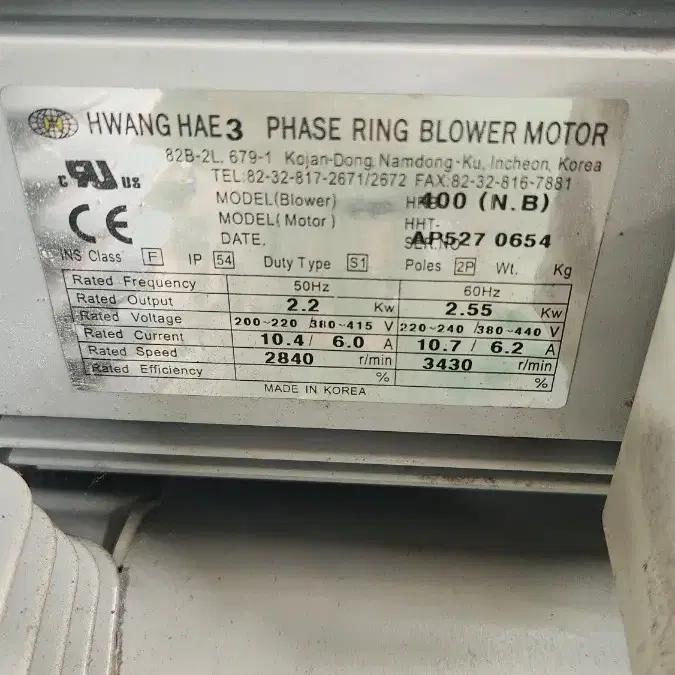 HWANG HAE 3 PHASE RING BLOWER MOTOR
82B-2L, 679-1 Kojan-Dong, Namdong-Ku, Incheon, Korea
TEL:82-32-817-2671/2672 FAX:82-32-816-7881
c UR us
MODEL(Blower) 400 (N.B)
MODEL(Motor) HHT-
CE
DATE. AP527 0654
INS Class F IP 54 Duty Type S1 Poles 2P Wt. Kg
Rated Frequency 50Hz 60Hz
Rated Output 2.2 Kw 2.55 Kw
Rated Voltage 200~220 /380~415 V 220~240 /380~440 V
Rated Current 10.4/ 6.0 A 10.7/ 6.2 A
Rated Speed 2840 r/min 3430 r/min
Rated Efficiency % %
MADE IN KOREA